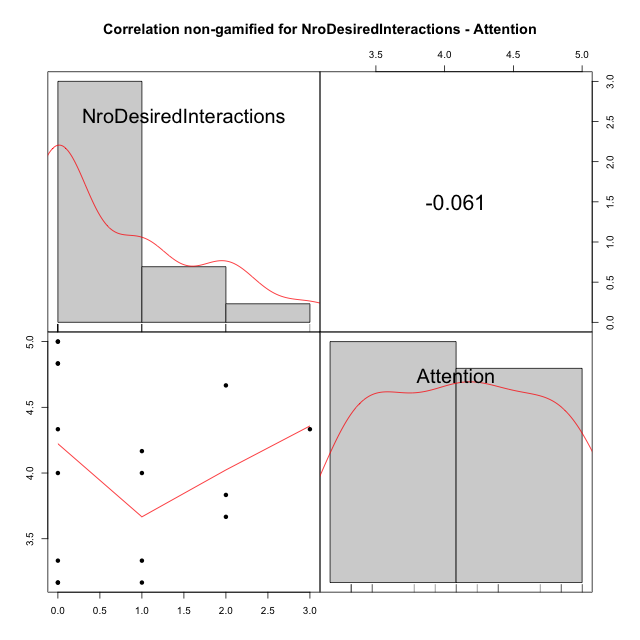 Correlation non-gamified for NroDesiredInteractions - Attention
3.5 4.0 4.5 5.0
NroDesiredInteractions
-0.061
3.0
2.5
2.0
1.5
1.0
0.5
0.0
Attention
5.0
4.5
4.0
3.5
0.0 0.5 1.0 1.5 2.0 2.5 3.0